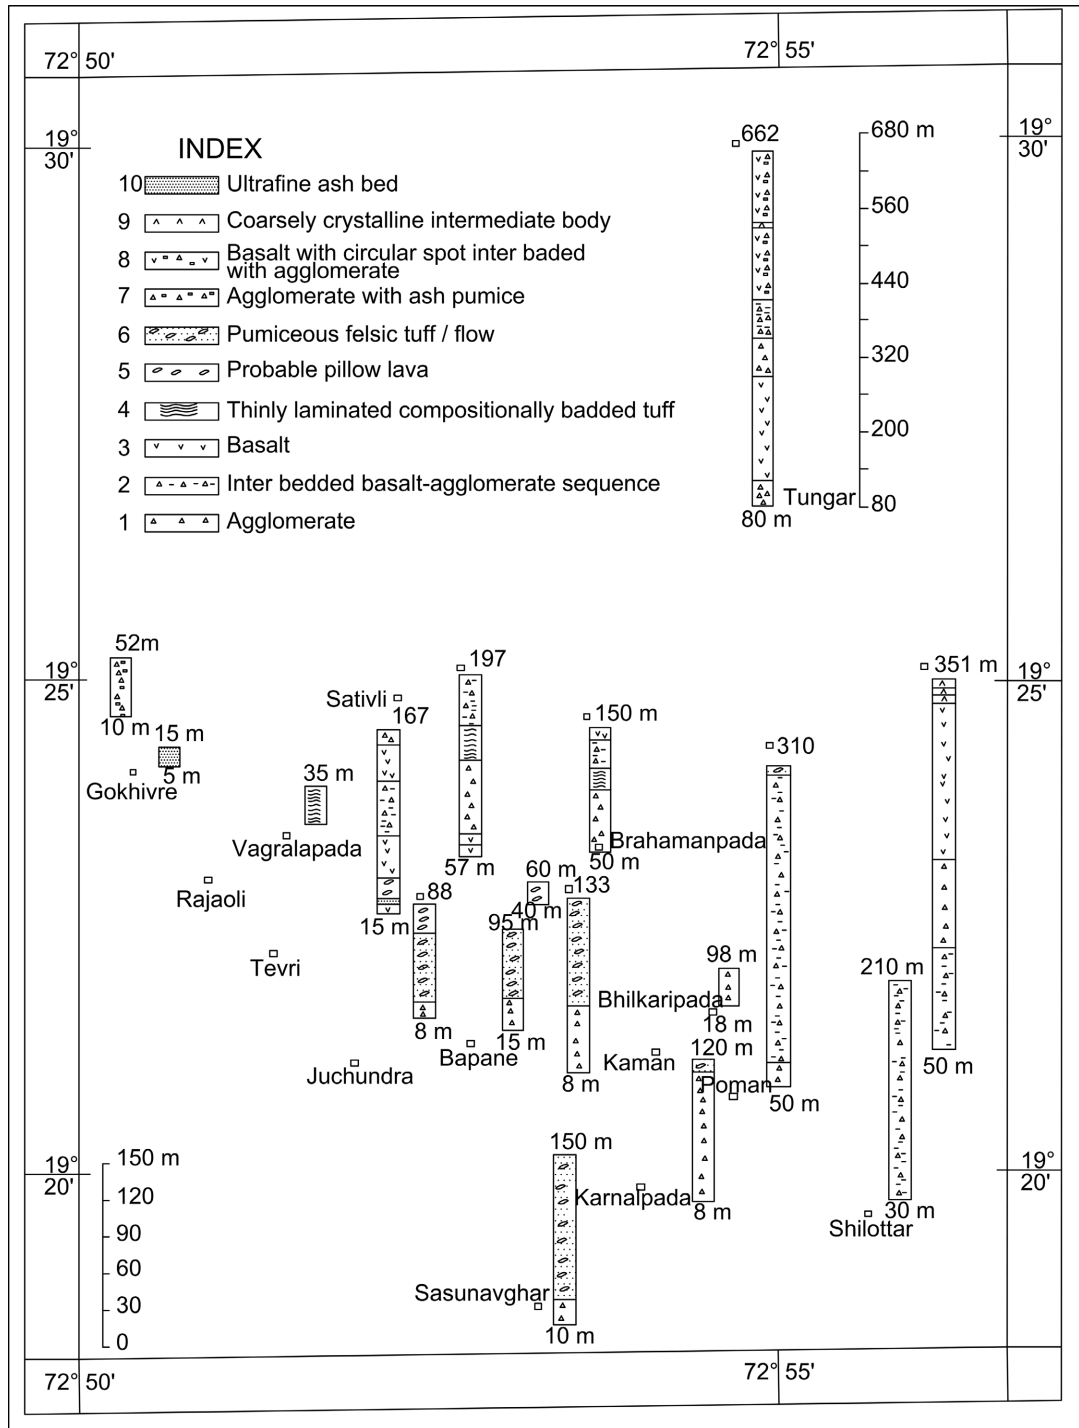 72° 50'
72° 55'
19° 30'
19° 30'
INDEX
10 Ultrafine ash bed
9 Coarsely crystalline intermediate body
8 Basalt with circular spot inter baded
with agglomerate
7 Agglomerate with ash pumice
6 Pumiceous felsic tuff / flow
5 Probable pillow lava
4 Thinly laminated compositionally badded tuff
3 Basalt
2 Inter bedded basalt-agglomerate sequence
1 Agglomerate
662
680 m
560
440
320
200
80
Tungar
80 m
19° 25'
19° 25'
52m
10 m
15 m
5 m
Gokhivre
35 m
Vagralapada
Rajaoli
Tevri
Sativli
167
15 m
197
57 m
150 m
Brahamanpada
50 m
310
50 m
351 m
50 m
88
8 m
60 m
40 m
95 m
15 m
Bapane
133
8 m
98 m
Bhilkaripada
18 m
Kaman
120 m
Poman
8 m
Karnalpada
210 m
30 m
Shilottar
Juchundra
150 m
10 m
Sasunavghar
19° 20'
19° 20'
150 m
120
90
60
30
0
72° 50'
72° 55'